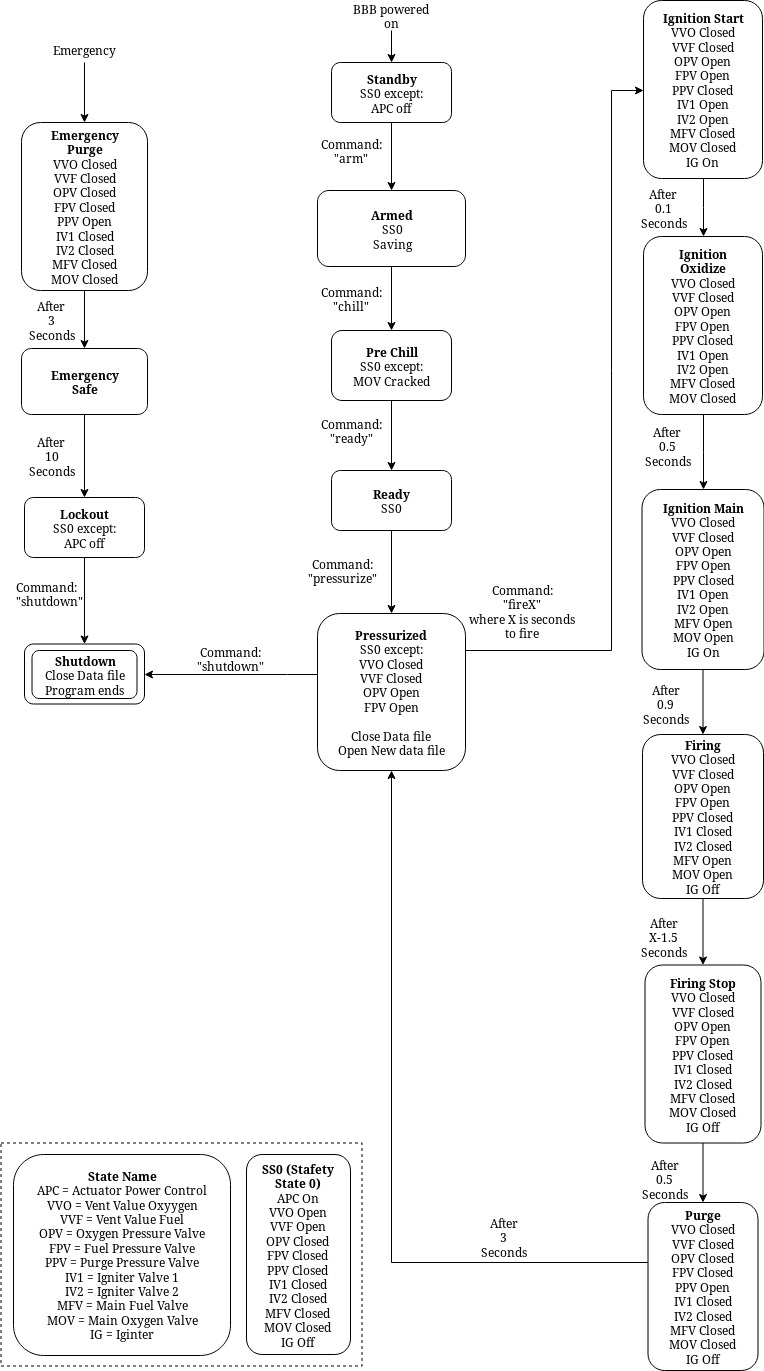 Emergency
Emergency
Purge
VVO Closed
VVF Closed
OPV Closed
FPV Closed
PPV Open
IV1 Closed
IV2 Closed
MFV Closed
MOV Closed
After
3
Seconds
Emergency
Safe
After
10
Seconds
Lockout
SS0 except:
APC off
Command:
"shutdown"
Shutdown
Close Data file
Program ends
BBB powered
on
Standby
SS0 except:
APC off
Command:
"arm"
Armed
SS0
Saving
Command:
"chill"
Pre Chill
SS0 except:
MOV Cracked
Command:
"ready"
Ready
SS0
Command:
"pressurize"
Pressurized
SS0 except:
VVO Closed
VVF Closed
OPV Open
FPV Open
Close Data file
Open New data file
Command:
"shutdown"
Command:
"fireX"
where X is seconds
to fire
Ignition Start
VVO Closed
VVF Closed
OPV Open
FPV Open
PPV Closed
IV1 Open
IV2 Open
MFV Closed
MOV Closed
IG On
After
0.1
Seconds
Ignition
Oxidize
VVO Closed
VVF Closed
OPV Open
FPV Open
PPV Closed
IV1 Open
IV2 Open
MFV Closed
MOV Closed
After
0.5
Seconds
Ignition Main
VVO Closed
VVF Closed
OPV Open
FPV Open
PPV Closed
IV1 Open
IV2 Open
MFV Open
MOV Open
IG On
After
0.9
Seconds
Firing
VVO Closed
VVF Closed
OPV Open
FPV Open
PPV Closed
IV1 Closed
IV2 Closed
MFV Open
MOV Open
IG Off
After
X-1.5
Seconds
Firing Stop
VVO Closed
VVF Closed
OPV Open
FPV Open
PPV Closed
IV1 Closed
IV2 Closed
MFV Closed
MOV Closed
IG Off
After
0.5
Seconds
Purge
VVO Closed
VVF Closed
OPV Closed
FPV Closed
PPV Open
IV1 Closed
IV2 Closed
MFV Closed
MOV Closed
IG Off
After
3
Seconds
State Name
APC = Actuator Power Control
VVO = Vent Value Oxyygen
VVF = Vent Value Fuel
OPV = Oxygen Pressure Valve
FPV = Fuel Pressure Valve
PPV = Purge Pressure Valve
IV1 = Igniter Valve 1
IV2 = Igniter Valve 2
MFV = Main Fuel Valve
MOV = Main Oxygen Valve
IG = Iginter
SS0 (Stafety
State 0)
APC On
VVO Open
VVF Open
OPV Closed
FPV Closed
PPV Closed
IV1 Closed
IV2 Closed
MFV Closed
MOV Closed
IG Off